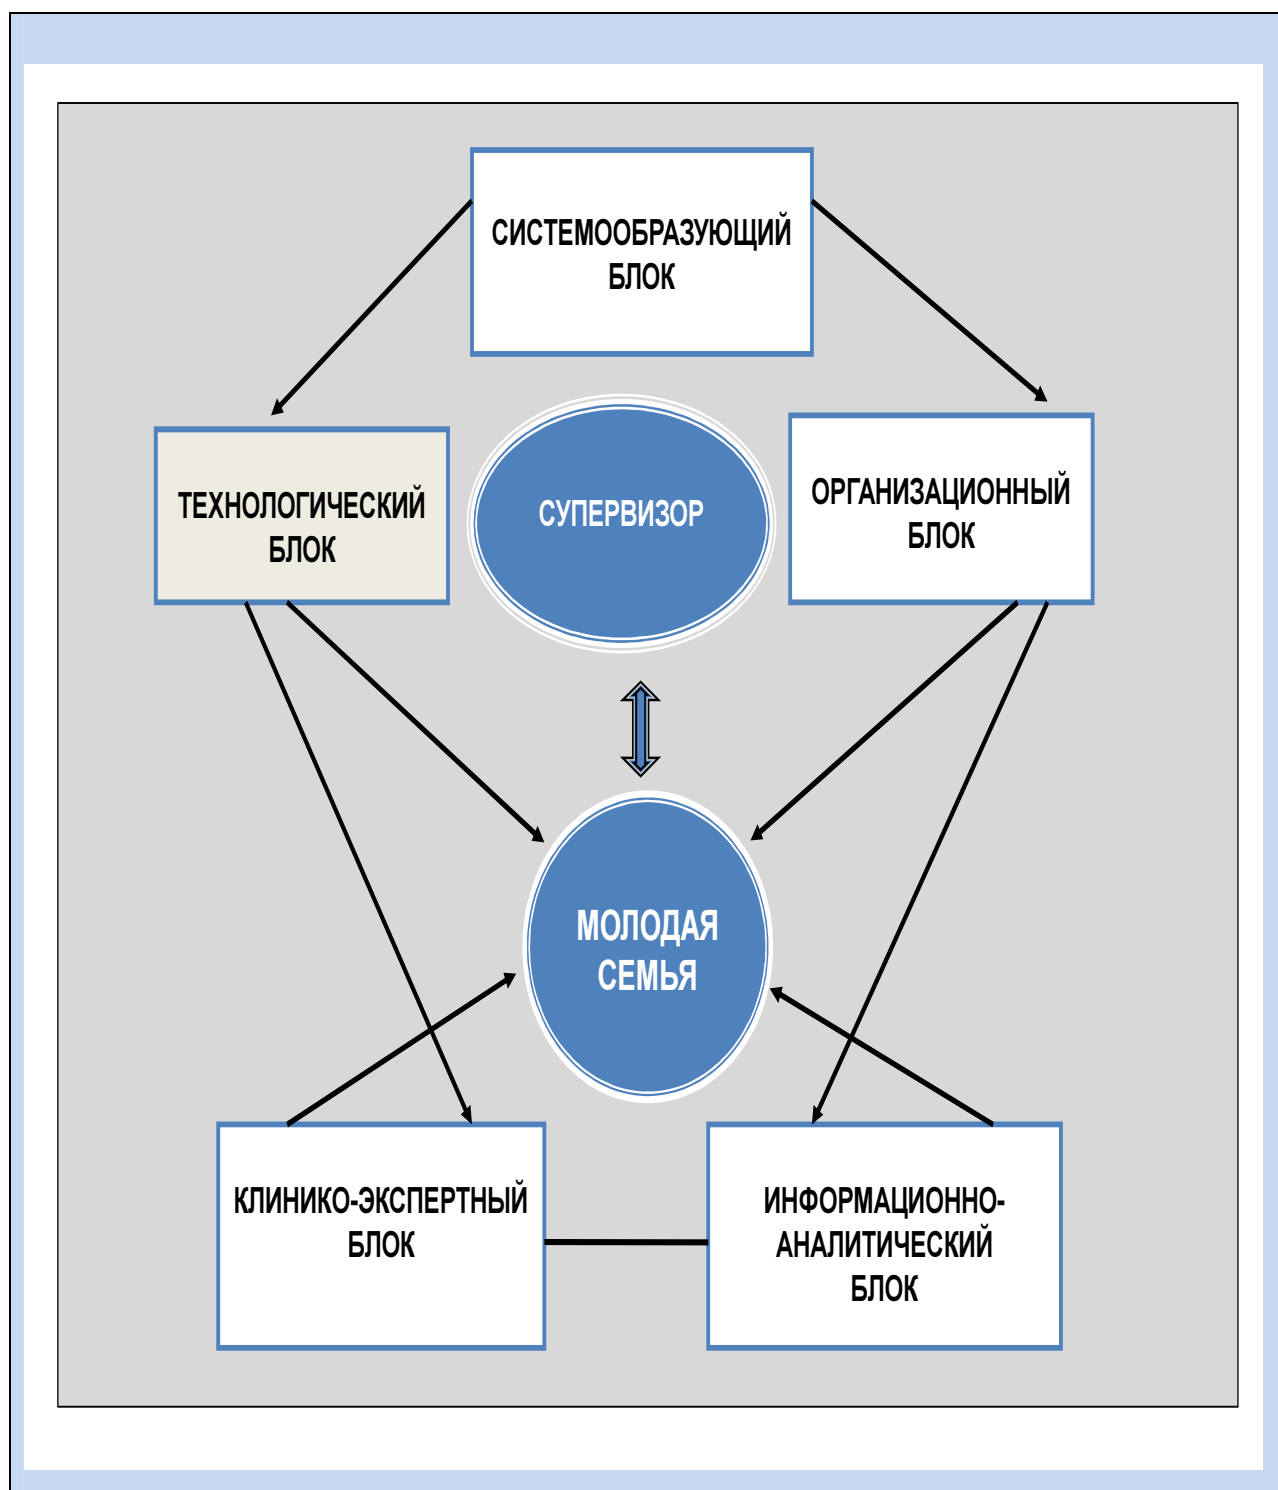 СИСТЕМООБРАЗУЮЩИЙ
БЛОК
ТЕХНОЛОГИЧЕСКИЙ
БЛОК
СУПЕРВИЗОР
ОРГАНИЗАЦИОННЫЙ
БЛОК
МОЛОДАЯ
СЕМЬЯ
КЛИНИКО-ЭКСПЕРТНЫЙ
БЛОК
ИНФОРМАЦИОННО-
АНАЛИТИЧЕСКИЙ
БЛОК